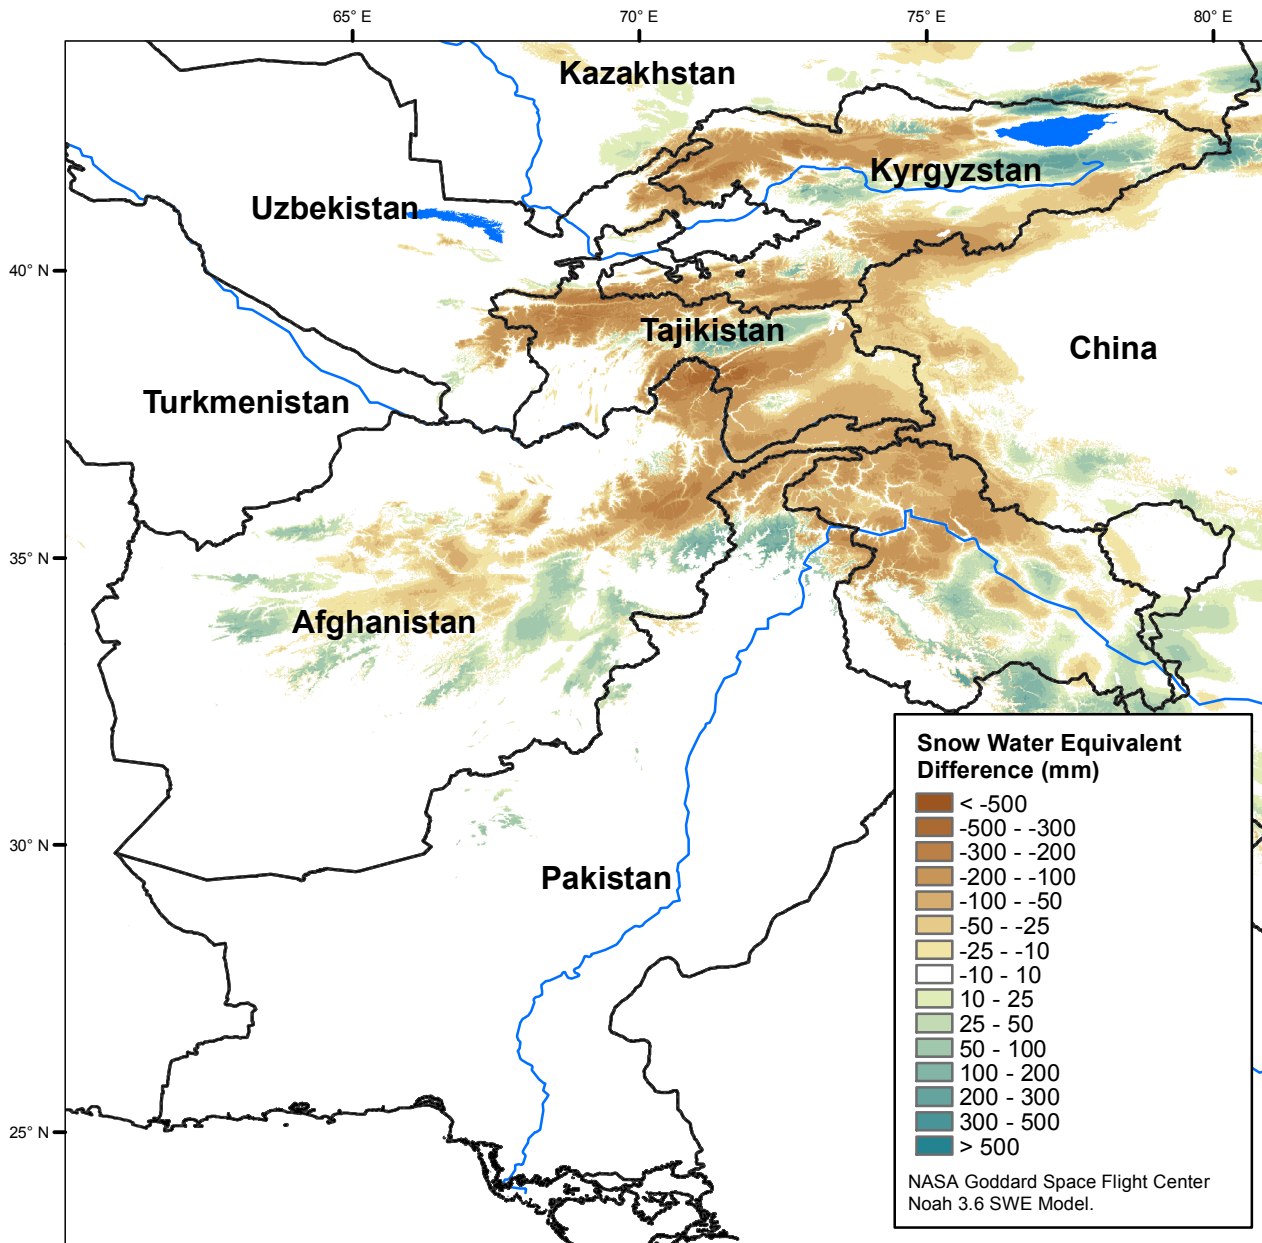 65° E
70° E
75° E
80° E
Kazakhstan
Kyrgyzstan
Uzbekistan
40° N
Tajikistan
China
Turkmenistan
35° N
Afghanistan
Snow Water Equivalent
Difference (mm)
< -500
-500 - -300
-300 - -200
-200 - -100
-100 - -50
-50 - -25
-25 - -10
-10 - 10
10 - 25
25 - 50
50 - 100
100 - 200
200 - 300
300 - 500
> 500
NASA Goddard Space Flight Center
Noah 3.6 SWE Model.
30° N
Pakistan
25° N